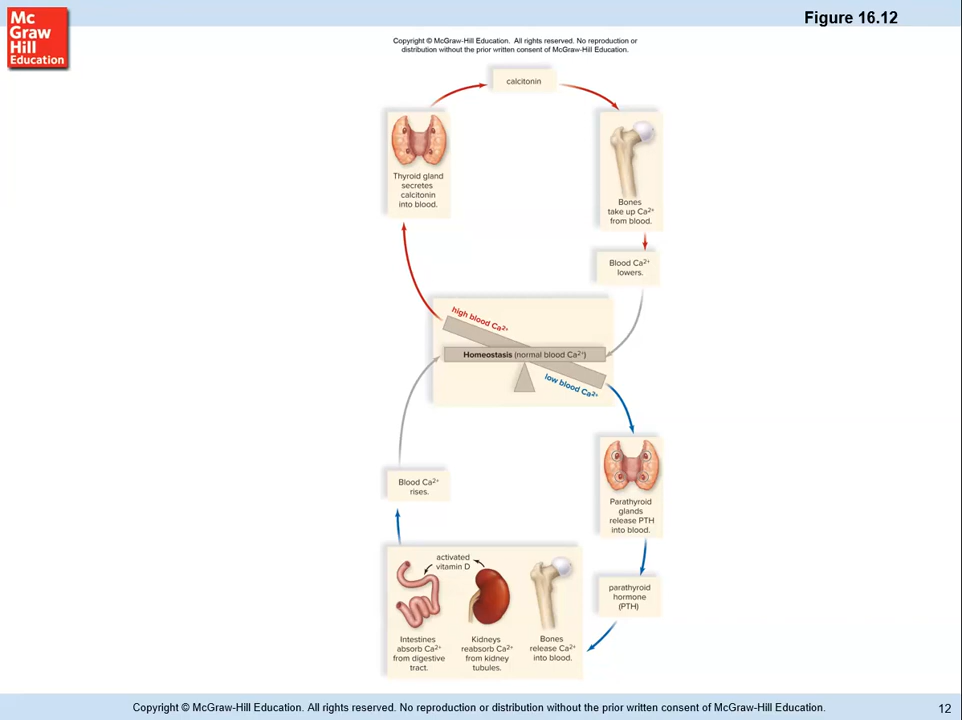 Mc
Graw
Hill
Education
Figure 16.12
Copyright © McGraw-Hill Education. All rights reserved. No reproduction or
distribution without the prior written consent of McGraw-Hill Education.
calcitonin
Thyroid gland
secretes
calcitonin
into blood.
Bones
take up Ca²⁺
from blood.
Blood Ca²⁺
lowers.
high blood Ca²⁺
Homeostasis (normal blood Ca²⁺)
low blood Ca²⁺
Parathyroid
glands
release PTH
into blood.
parathyroid
hormone
(PTH)
Blood Ca²⁺
rises.
activated
vitamin D
Intestines
absorb Ca²⁺
from digestive
tract.
Kidneys
reabsorb Ca²⁺
from kidney
tubules.
Bones
release Ca²⁺
into blood.
Copyright © McGraw-Hill Education. All rights reserved. No reproduction or distribution without the prior written consent of McGraw-Hill Education.
12